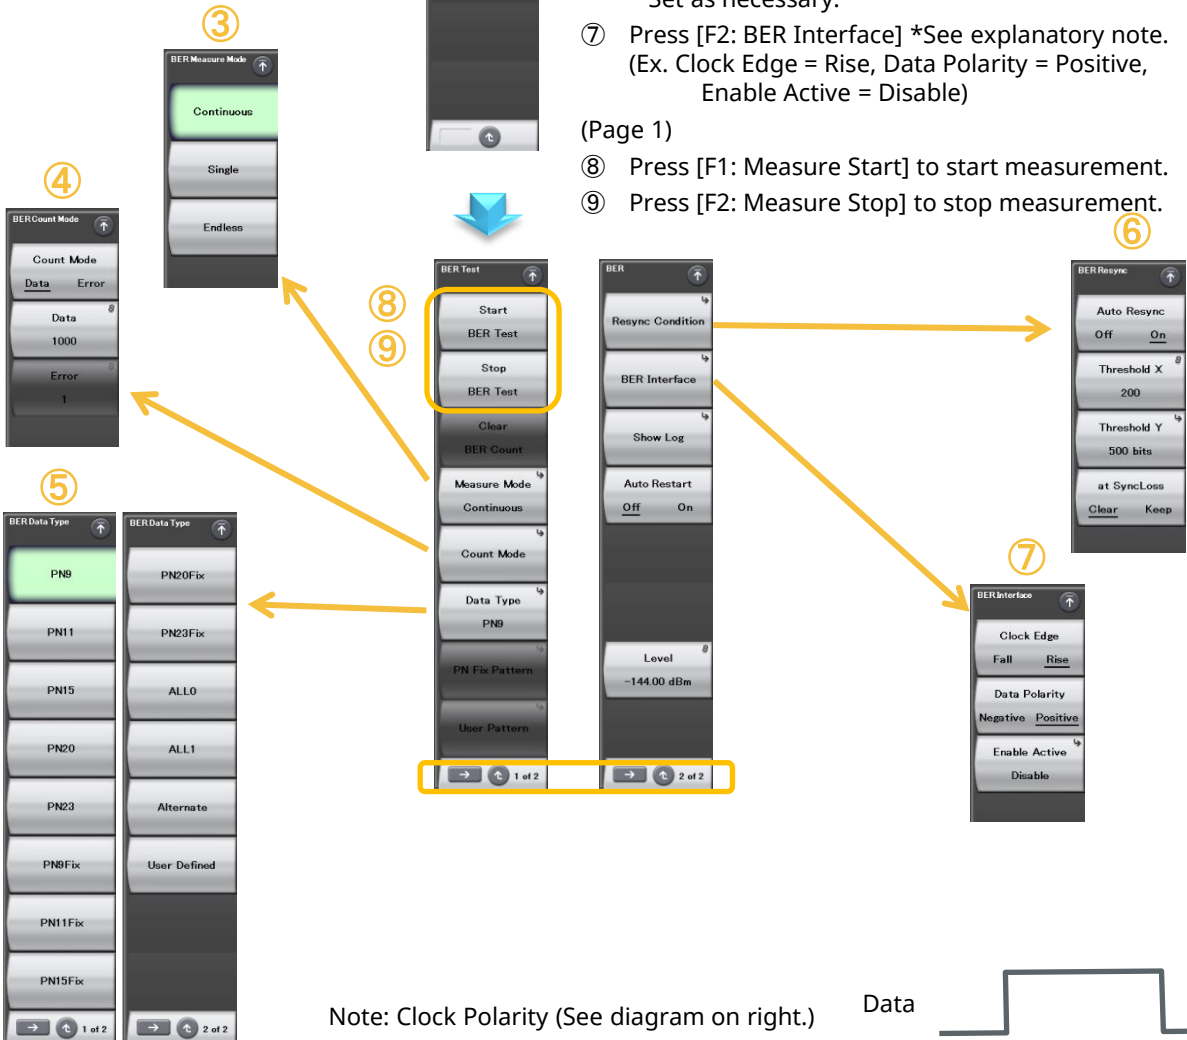 Set as necessary.
⑦ Press [F2: BER Interface] *See explanatory note.
(Ex. Clock Edge = Rise, Data Polarity = Positive,
Enable Active = Disable)
(Page 1)
⑧ Press [F1: Measure Start] to start measurement.
⑨ Press [F2: Measure Stop] to stop measurement.
③
BER Measure Mode
Continuous
Single
Endless
④
BER Count Mode
Count Mode
Data Error
Data
1000
Error
1
⑤
BER Data Type
PN9
PN11
PN15
PN20
PN23
PN9Fix
PN11Fix
PN15Fix
1 of 2
BER Data Type
PN20Fix
PN23Fix
ALL0
ALL1
Alternate
User Defined
2 of 2
⑧
⑨
BER Test
Start
BER Test
Stop
BER Test
Clear
BER Count
Measure Mode
Continuous
Count Mode
Data Type
PN9
PN Fix Pattern
User Pattern
1 of 2
BER
Resync Condition
BER Interface
Show Log
Auto Restart
Off On
Level
-144.00 dBm
2 of 2
⑥
BER Resync
Auto Resync
Off On
Threshold X
200
Threshold Y
500 bits
at SyncLoss
Clear Keep
⑦
BER Interface
Clock Edge
Fall Rise
Data Polarity
Negative Positive
Enable Active
Disable
Note: Clock Polarity (See diagram on right.)
Data